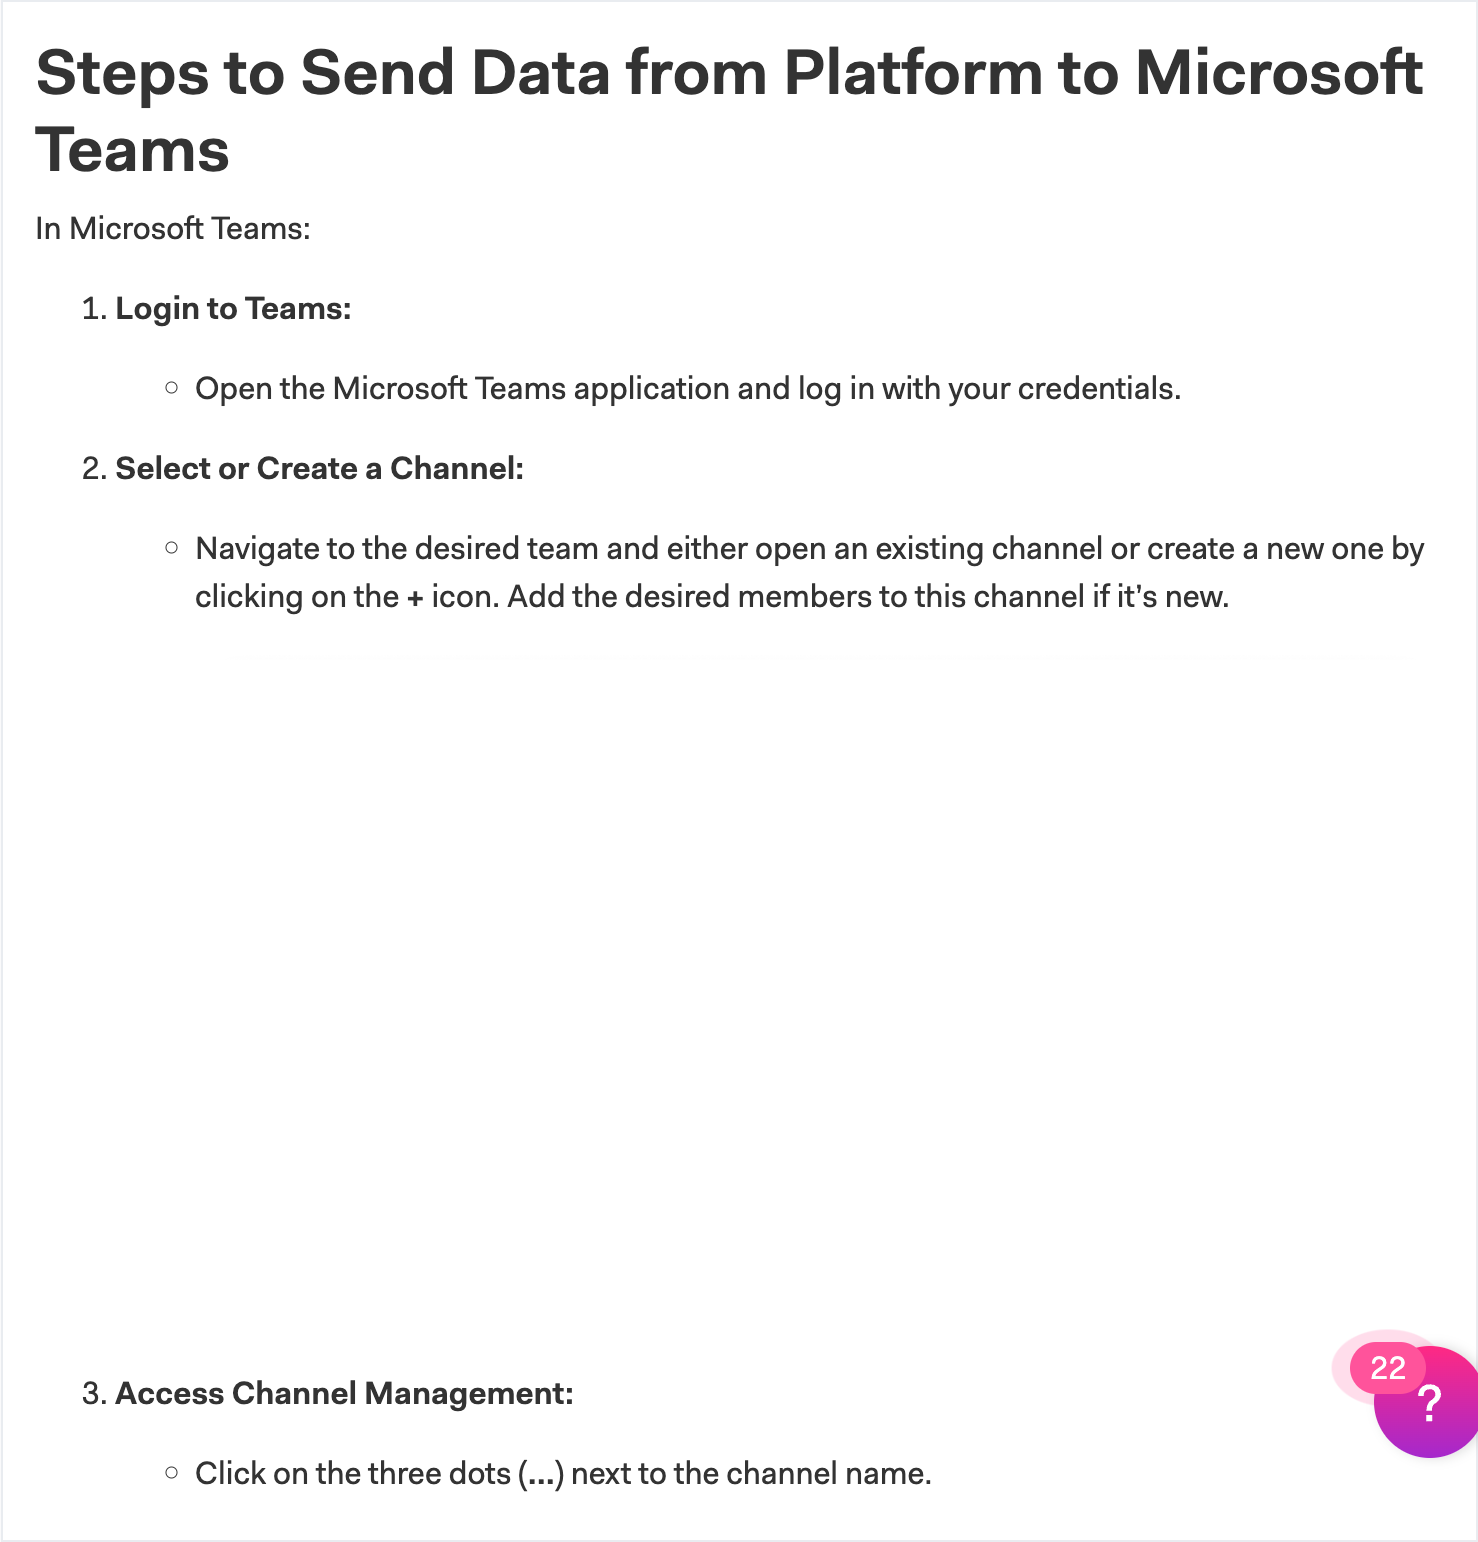 Steps to Send Data from Platform to Microsoft
Teams
In Microsoft Teams:
1. Login to Teams:
Open the Microsoft Teams application and log in with your credentials.
2. Select or Create a Channel:
Navigate to the desired team and either open an existing channel or create a new one by
clicking on the + icon. Add the desired members to this channel if it’s new.
22
?
3. Access Channel Management:
Click on the three dots (...) next to the channel name.